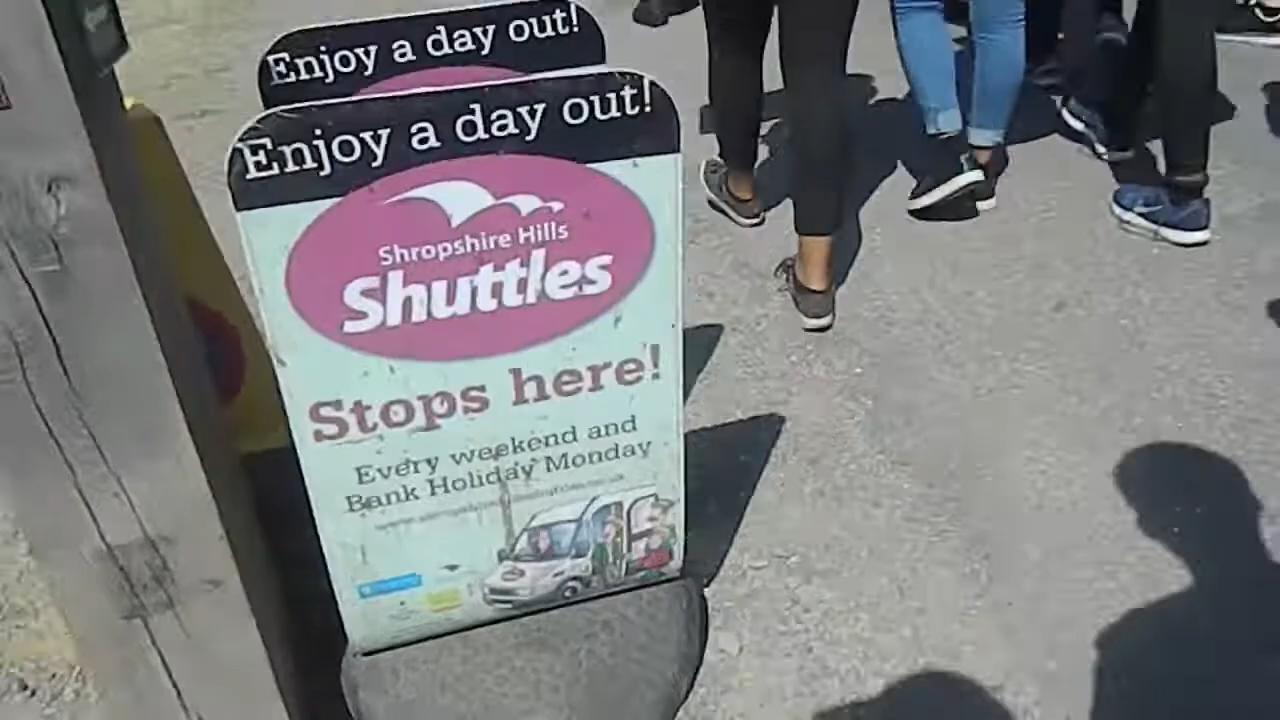 Enjoy a day out!
Enjoy a day out!
Shropshire Hills
Shuttles
Stops here!
Every weekend and
Bank Holiday Monday